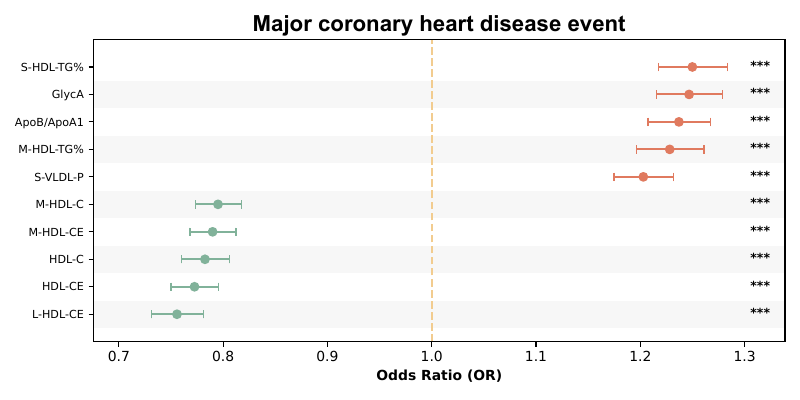 Major coronary heart disease event
S-HDL-TG% ***
GlycA ***
ApoB/ApoA1 ***
M-HDL-TG% ***
S-VLDL-P ***
M-HDL-C ***
M-HDL-CE ***
HDL-C ***
HDL-CE ***
L-HDL-CE ***
0.7 0.8 0.9 1.0 1.1 1.2 1.3
Odds Ratio (OR)